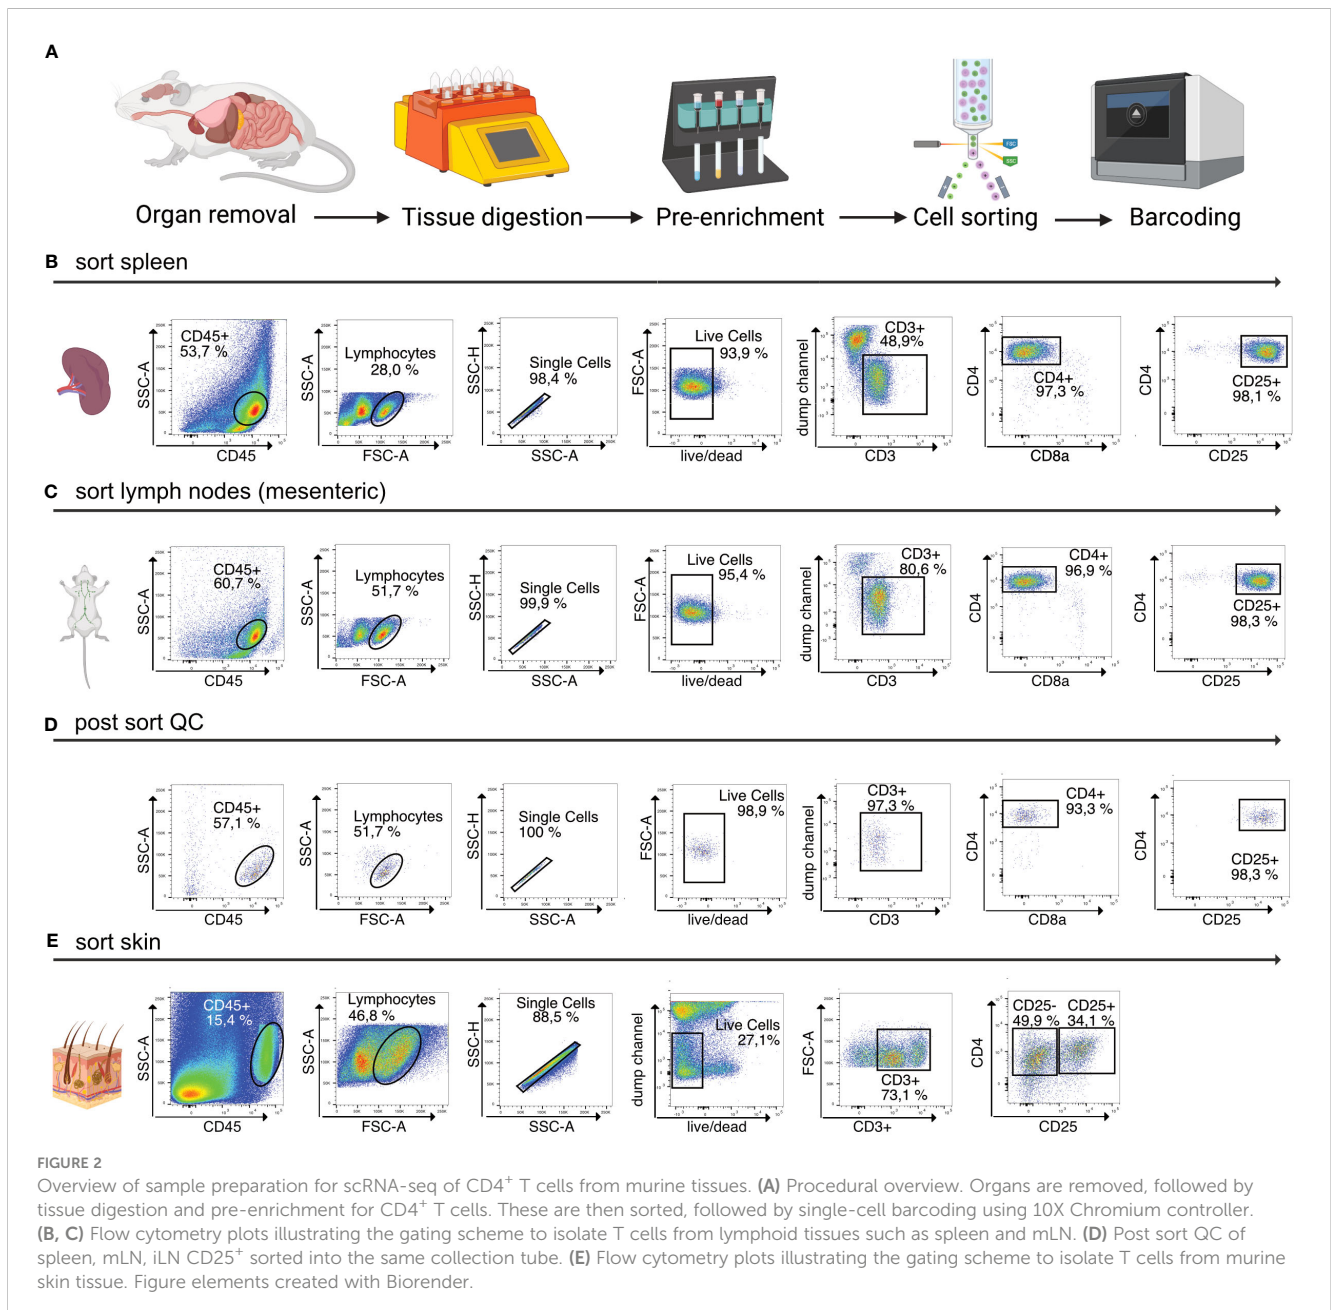 A
FSC
SSC
Organ removal
Tissue digestion
Pre-enrichment
Cell sorting
Barcoding
B sort spleen
CD45+
53,7 %
SSC-A
CD45
Lymphocytes
28,0 %
SSC-A
FSC-A
Single Cells
98,4 %
SSC-H
SSC-A
Live Cells
93,9 %
FSC-A
live/dead
CD3+
48,9%
dump channel
CD3
CD4+
97,3 %
CD4
CD8a
CD25+
98,1 %
CD4
CD25
C sort lymph nodes (mesenteric)
CD45+
60,7 %
SSC-A
CD45
Lymphocytes
51,7 %
SSC-A
FSC-A
Single Cells
99,9 %
SSC-H
SSC-A
Live Cells
95,4 %
FSC-A
live/dead
CD3+
80,6 %
dump channel
CD3
CD4+
96,9 %
CD4
CD8a
CD25+
98,3 %
CD4
CD25
D post sort QC
CD45+
57,1 %
SSC-A
CD45
Lymphocytes
51,7 %
SSC-A
FSC-A
Single Cells
100 %
SSC-H
SSC-A
Live Cells
98,9 %
FSC-A
live/dead
CD3+
97,3 %
dump channel
CD3
CD4+
93,3 %
CD4
CD8a
CD25+
98,3 %
CD4
CD25
E sort skin
CD45+
15,4 %
SSC-A
CD45
Lymphocytes
46,8 %
SSC-A
FSC-A
Single Cells
88,5 %
SSC-H
SSC-A
Live Cells
27,1%
dump channel
live/dead
CD3+
73,1 %
FSC-A
CD3+
CD25-
49,9 %
CD25+
34,1 %
CD4
CD25
FIGURE 2
Overview of sample preparation for scRNA-seq of CD4⁺ T cells from murine tissues. (A) Procedural overview. Organs are removed, followed by
tissue digestion and pre-enrichment for CD4⁺ T cells. These are then sorted, followed by single-cell barcoding using 10X Chromium controller.
(B, C) Flow cytometry plots illustrating the gating scheme to isolate T cells from lymphoid tissues such as spleen and mLN. (D) Post sort QC of
spleen, mLN, iLN CD25⁺ sorted into the same collection tube. (E) Flow cytometry plots illustrating the gating scheme to isolate T cells from murine
skin tissue. Figure elements created with Biorender.